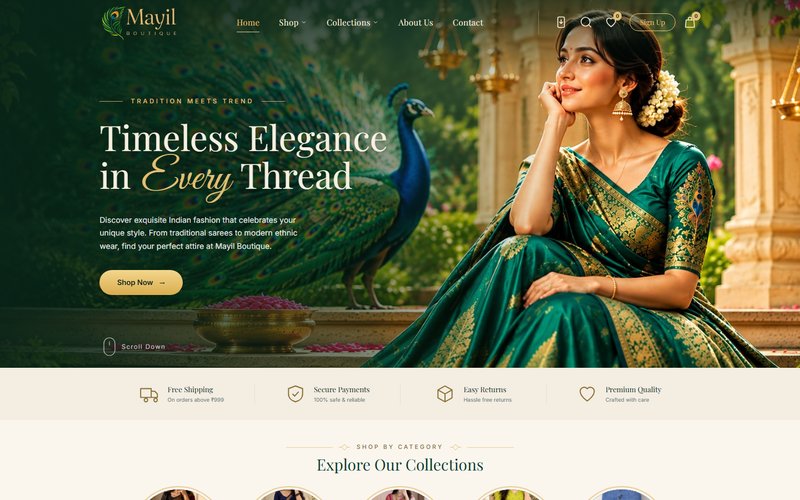 Mayil
BOUTIQUE
Home
Shop
Collections
About Us
Contact
0
Sign Up
0
TRADITION MEETS TREND
Timeless Elegance
in Every Thread
Discover exquisite Indian fashion that celebrates your
unique style. From traditional sarees to modern ethnic
wear, find your perfect attire at Mayil Boutique.
Shop Now →
Scroll Down
Free Shipping
On orders above ₹999
Secure Payments
100% safe & reliable
Easy Returns
Hassle free returns
Premium Quality
Crafted with care
SHOP BY CATEGORY
Explore Our Collections